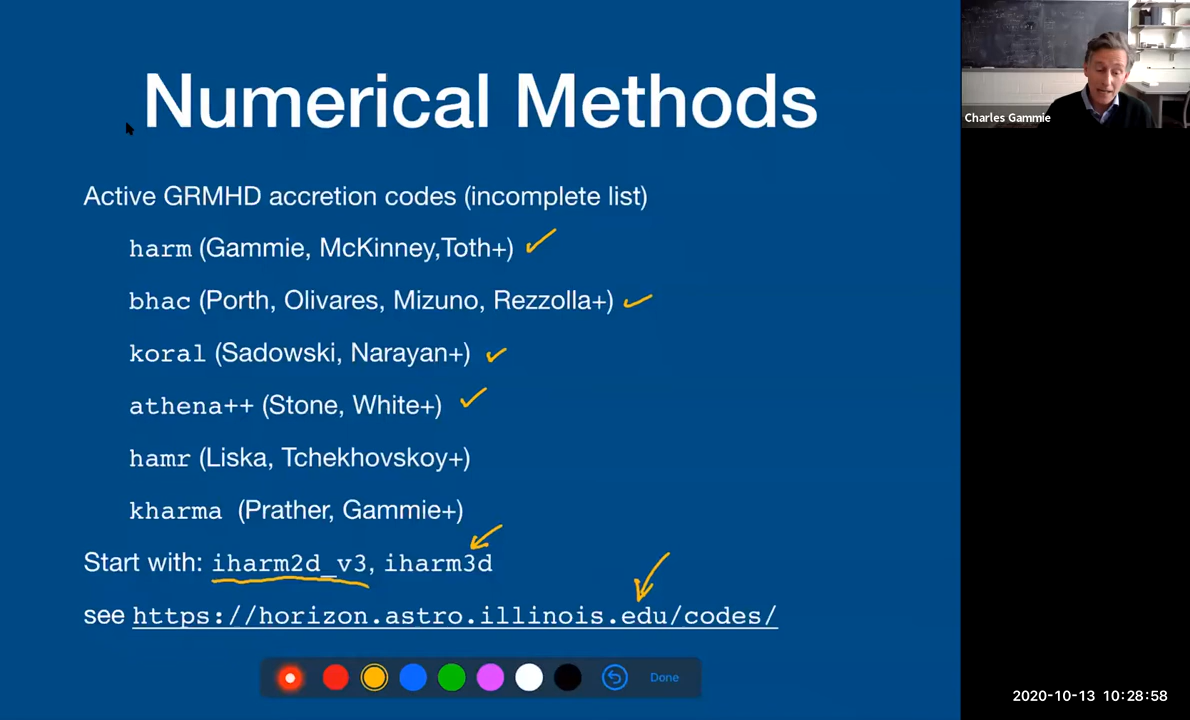 Numerical Methods
Active GRMHD accretion codes (incomplete list)
harm (Gammie, McKinney,Toth+)
bhac (Porth, Olivares, Mizuno, Rezzolla+)
koral (Sadowski, Narayan+)
athena++ (Stone, White+)
hamr (Liska, Tchekhovskoy+)
kharma (Prather, Gammie+)
Start with: iharm2d_v3, iharm3d
see https://horizon.astro.illinois.edu/codes/
Done
Charles Gammie
2020-10-13 10:28:58